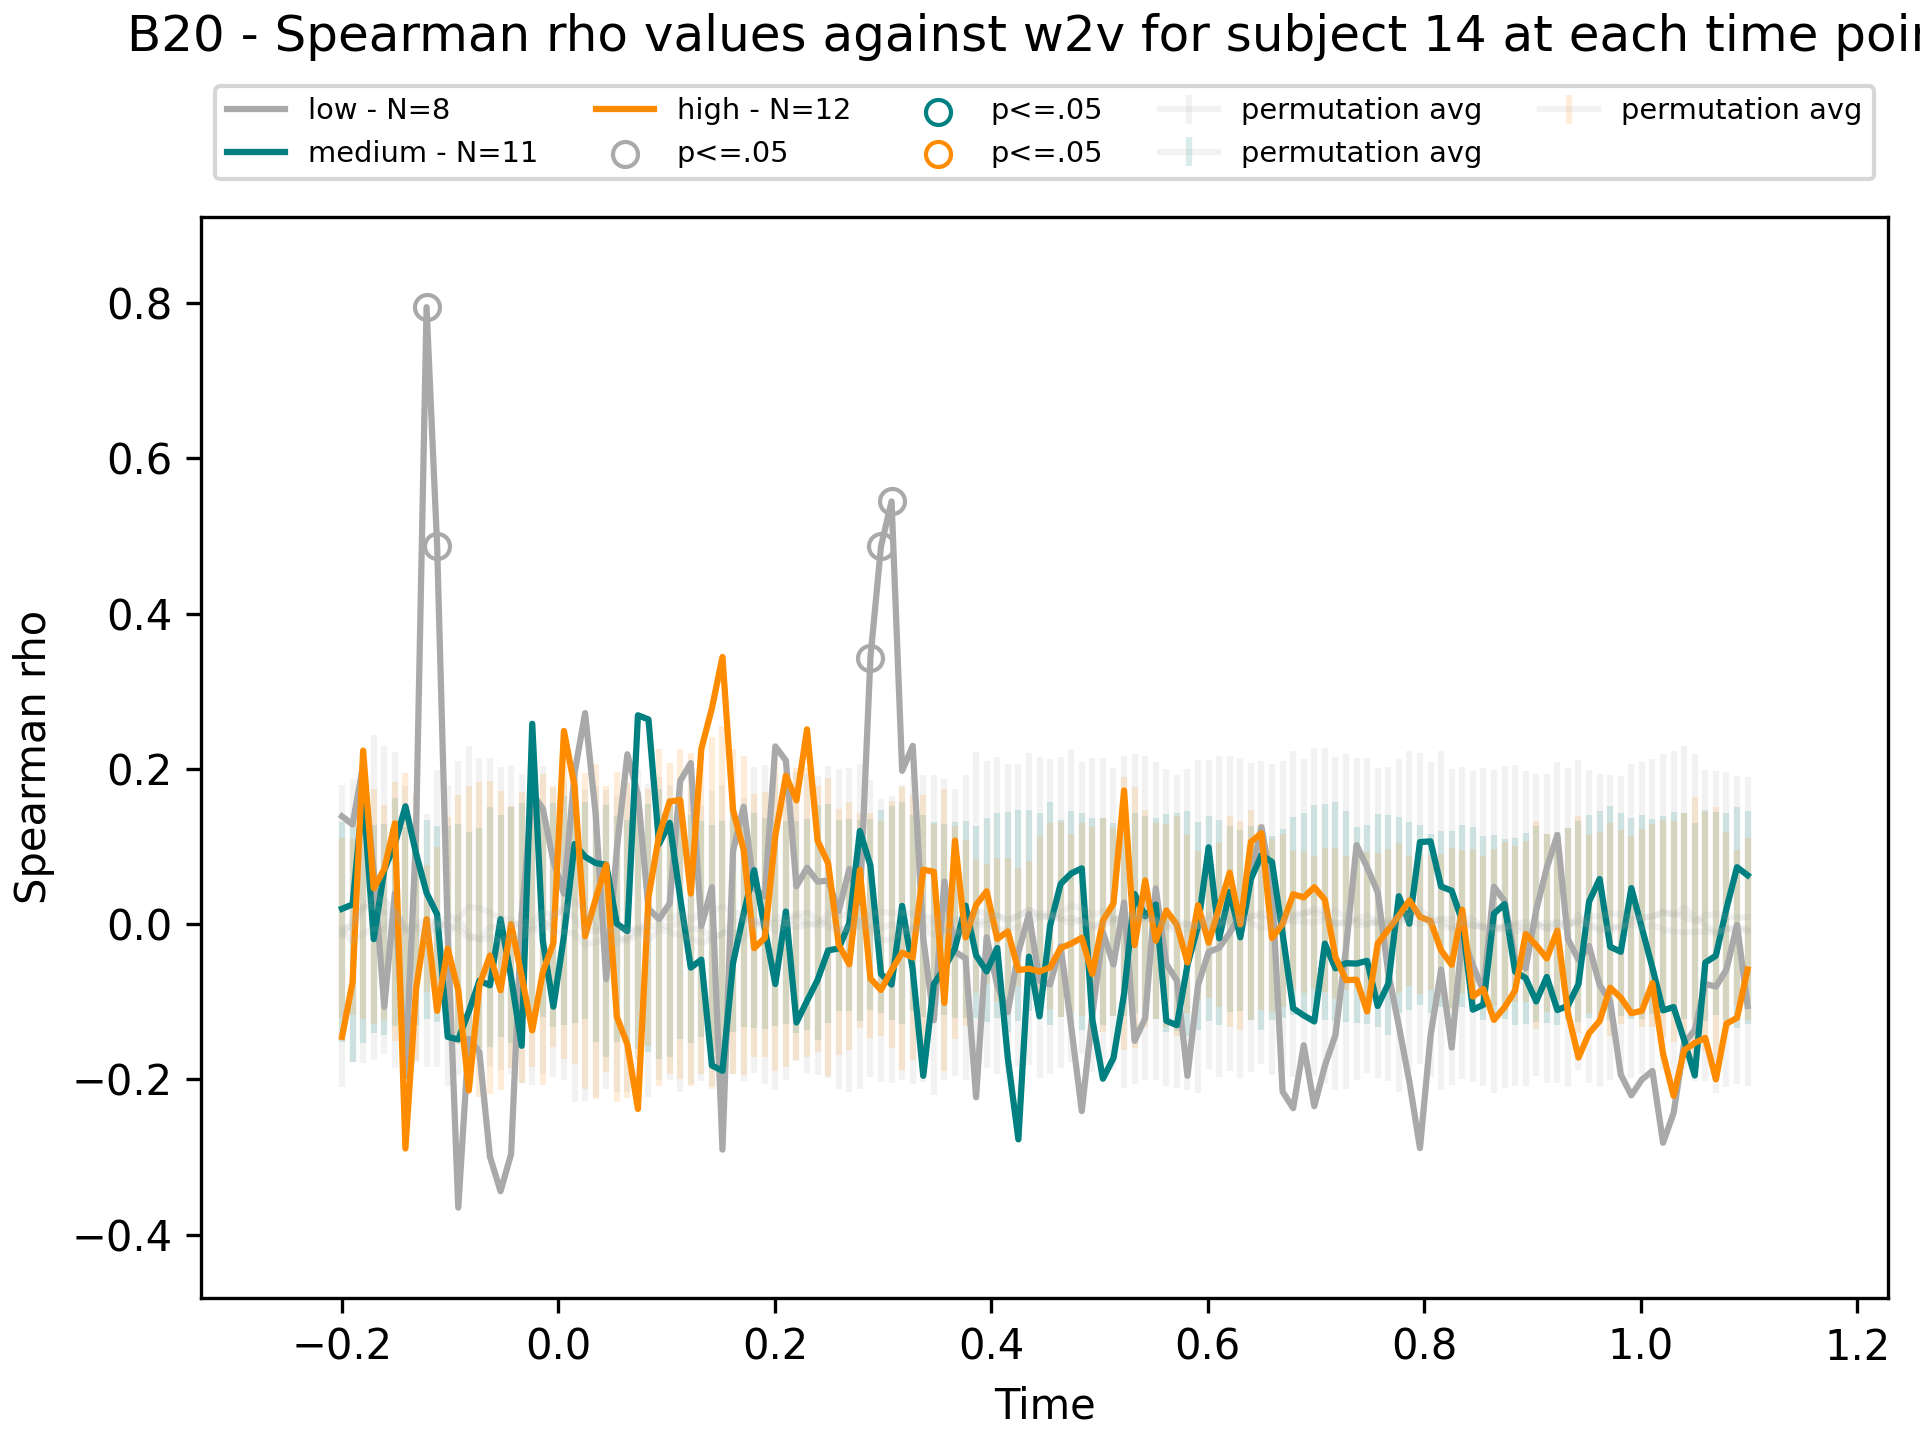 B20 - Spearman rho values against w2v for subject 14 at each time
low - N=8 high - N=12 p<=.05 permutation avg permutation avg
medium - N=11 p<=.05 p<=.05 permutation avg
Spearman rho
0.8
0.6
0.4
0.2
0.0
−0.2
−0.4
−0.2 0.0 0.2 0.4 0.6 0.8 1.0 1.2
Time